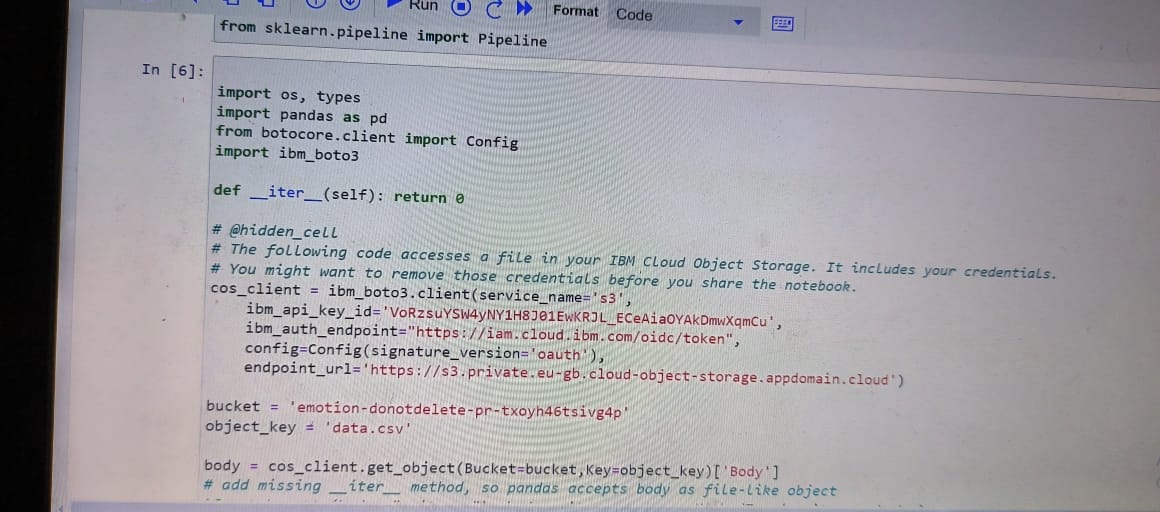 Run Format Code
from sklearn.pipeline import Pipeline
In [6]:
import os, types
import pandas as pd
from botocore.client import Config
import ibm_boto3
def __iter__(self): return 0
# @hidden_cell
# The following code accesses a file in your IBM Cloud Object Storage. It includes your credentials.
# You might want to remove those credentials before you share the notebook.
cos_client = ibm_boto3.client(service_name='s3',
ibm_api_key_id='VoRzsuYSW4yNY1H8J01EwKRJL_ECeAiaOYAkDmwXqmCu',
ibm_auth_endpoint="https://iam.cloud.ibm.com/oidc/token",
config=Config(signature_version='oauth'),
endpoint_url='https://s3.private.eu-gb.cloud-object-storage.appdomain.cloud')
bucket = 'emotion-donotdelete-pr-txoyh46tsivg4p'
object_key = 'data.csv'
body = cos_client.get_object(Bucket=bucket,Key=object_key)['Body']
# add missing __iter__ method, so pandas accepts body as file-like object